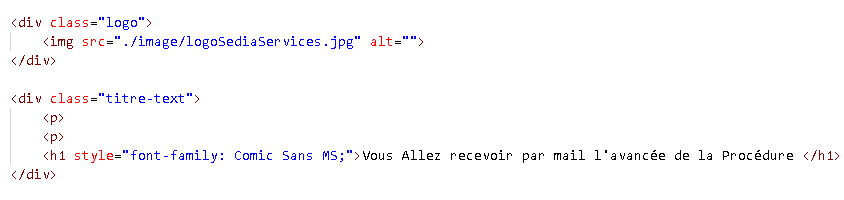 <div class="logo">
<img src="./image/logoSediaServices.jpg" alt="">
</div>
<div class="titre-text">
<p>
<p>
<h1 style="font-family: Comic Sans MS;">Vous Allez recevoir par mail l'avancée de la Procédure </h1>
</div>